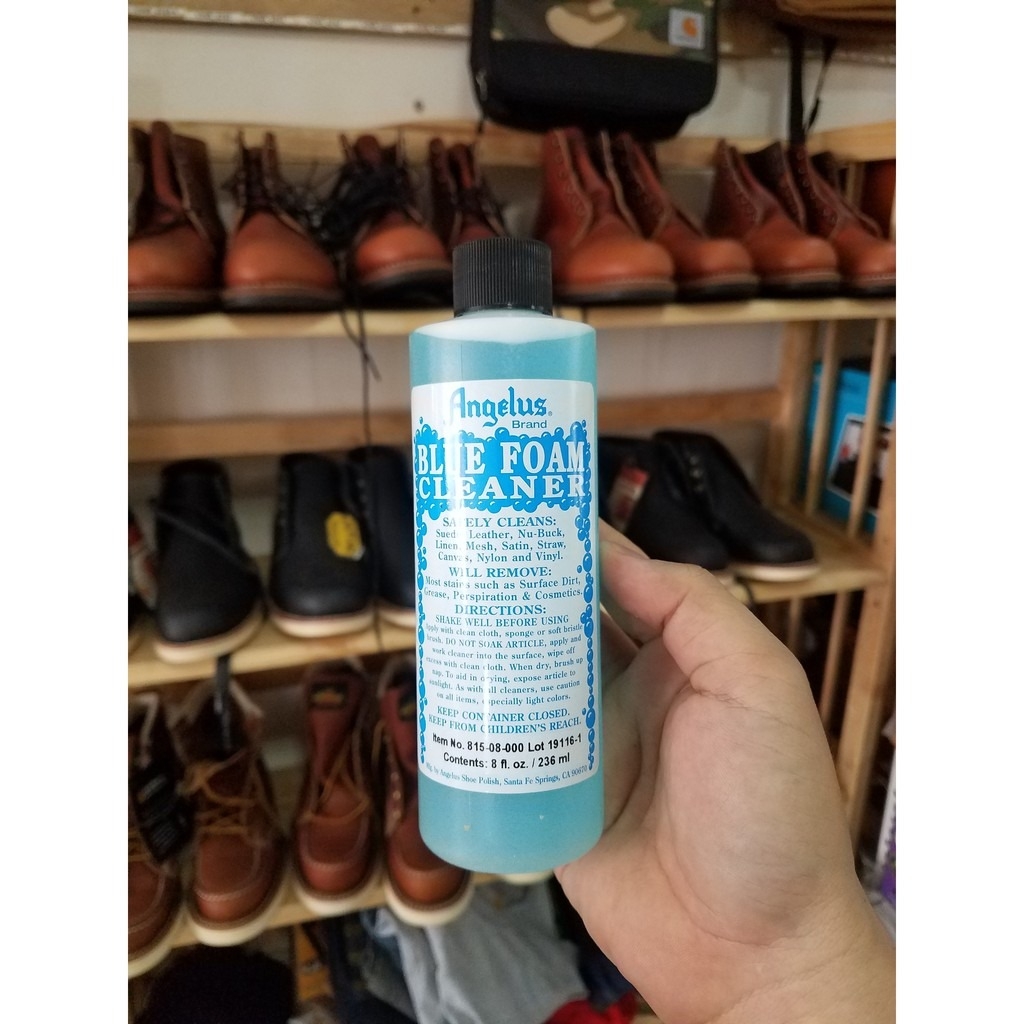 Angelus®
Brand
BLUE FOAM
CLEANER
SAFELY CLEANS:
Suede, Leather, Nu-Buck,
Linen, Mesh, Satin, Straw,
Canvas, Nylon and Vinyl.
WILL REMOVE:
Most stains such as Surface Dirt,
Grease, Perspiration & Cosmetics.
DIRECTIONS:
SHAKE WELL BEFORE USING
Apply with clean cloth, sponge or soft bristle
brush. DO NOT SOAK ARTICLE, apply and
work cleaner into the surface, wipe off
excess with clean cloth. When dry, brush up
nap. To aid in drying, expose article to
sunlight. As with all cleaners, use caution
on all items, especially light colors.
KEEP CONTAINER CLOSED.
KEEP FROM CHILDREN'S REACH.
Item No. 815-08-000 Lot 19116-1
Contents: 8 fl. oz. / 236 ml
Mfg. by Angelus Shoe Polish, Santa Fe Springs, CA 90670